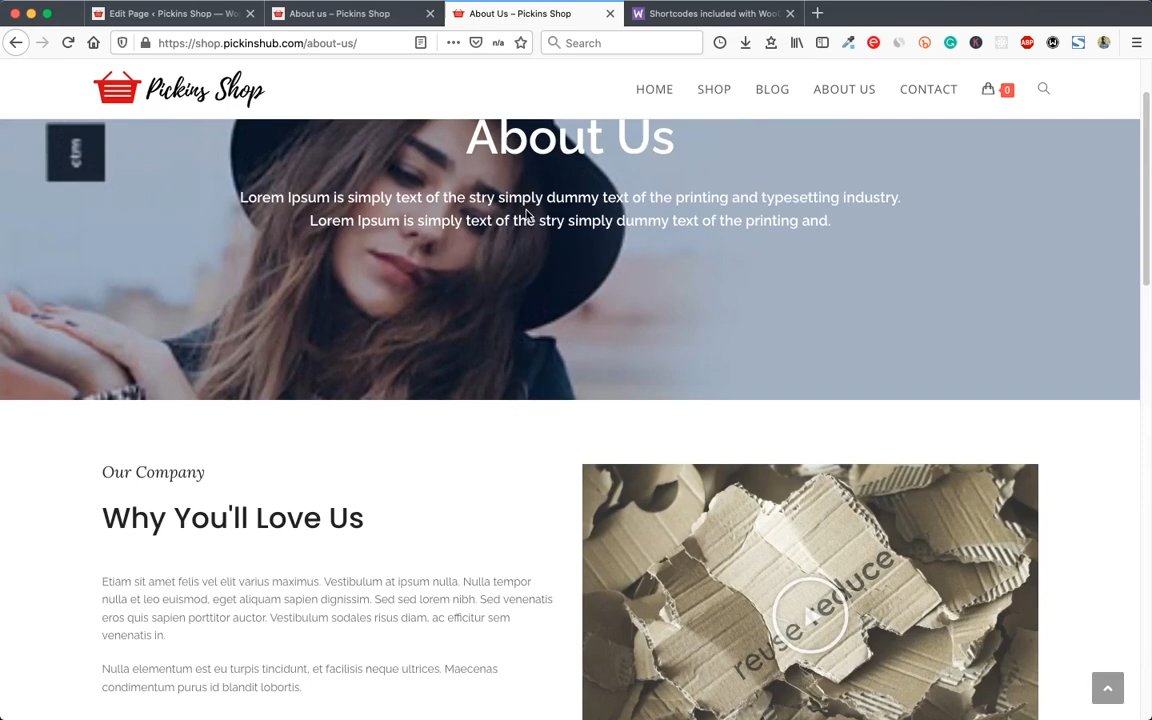 Edit Page ‹ Pickins Shop — Wo
About us – Pickins Shop
About Us – Pickins Shop
Shortcodes included with Woo
https://shop.pickinshub.com/about-us/
n/a
Search
ABP
Pickins Shop
HOME
SHOP
BLOG
ABOUT US
CONTACT
0
ctm
About Us
Lorem Ipsum is simply text of the stry simply dummy text of the printing and typesetting industry.
Lorem Ipsum is simply text of the stry simply dummy text of the printing and.
Our Company
Why You'll Love Us
Etiam sit amet felis vel elit varius maximus. Vestibulum at ipsum nulla. Nulla tempor
nulla et leo euismod, eget aliquam sapien dignissim. Sed sed lorem nibh. Sed venenatis
eros quis sapien porttitor auctor. Vestibulum sodales risus diam, ac efficitur sem
venenatis in.
Nulla elementum est eu turpis tincidunt, et facilisis neque ultrices. Maecenas
condimentum purus id blandit lobortis.
reuse reduce